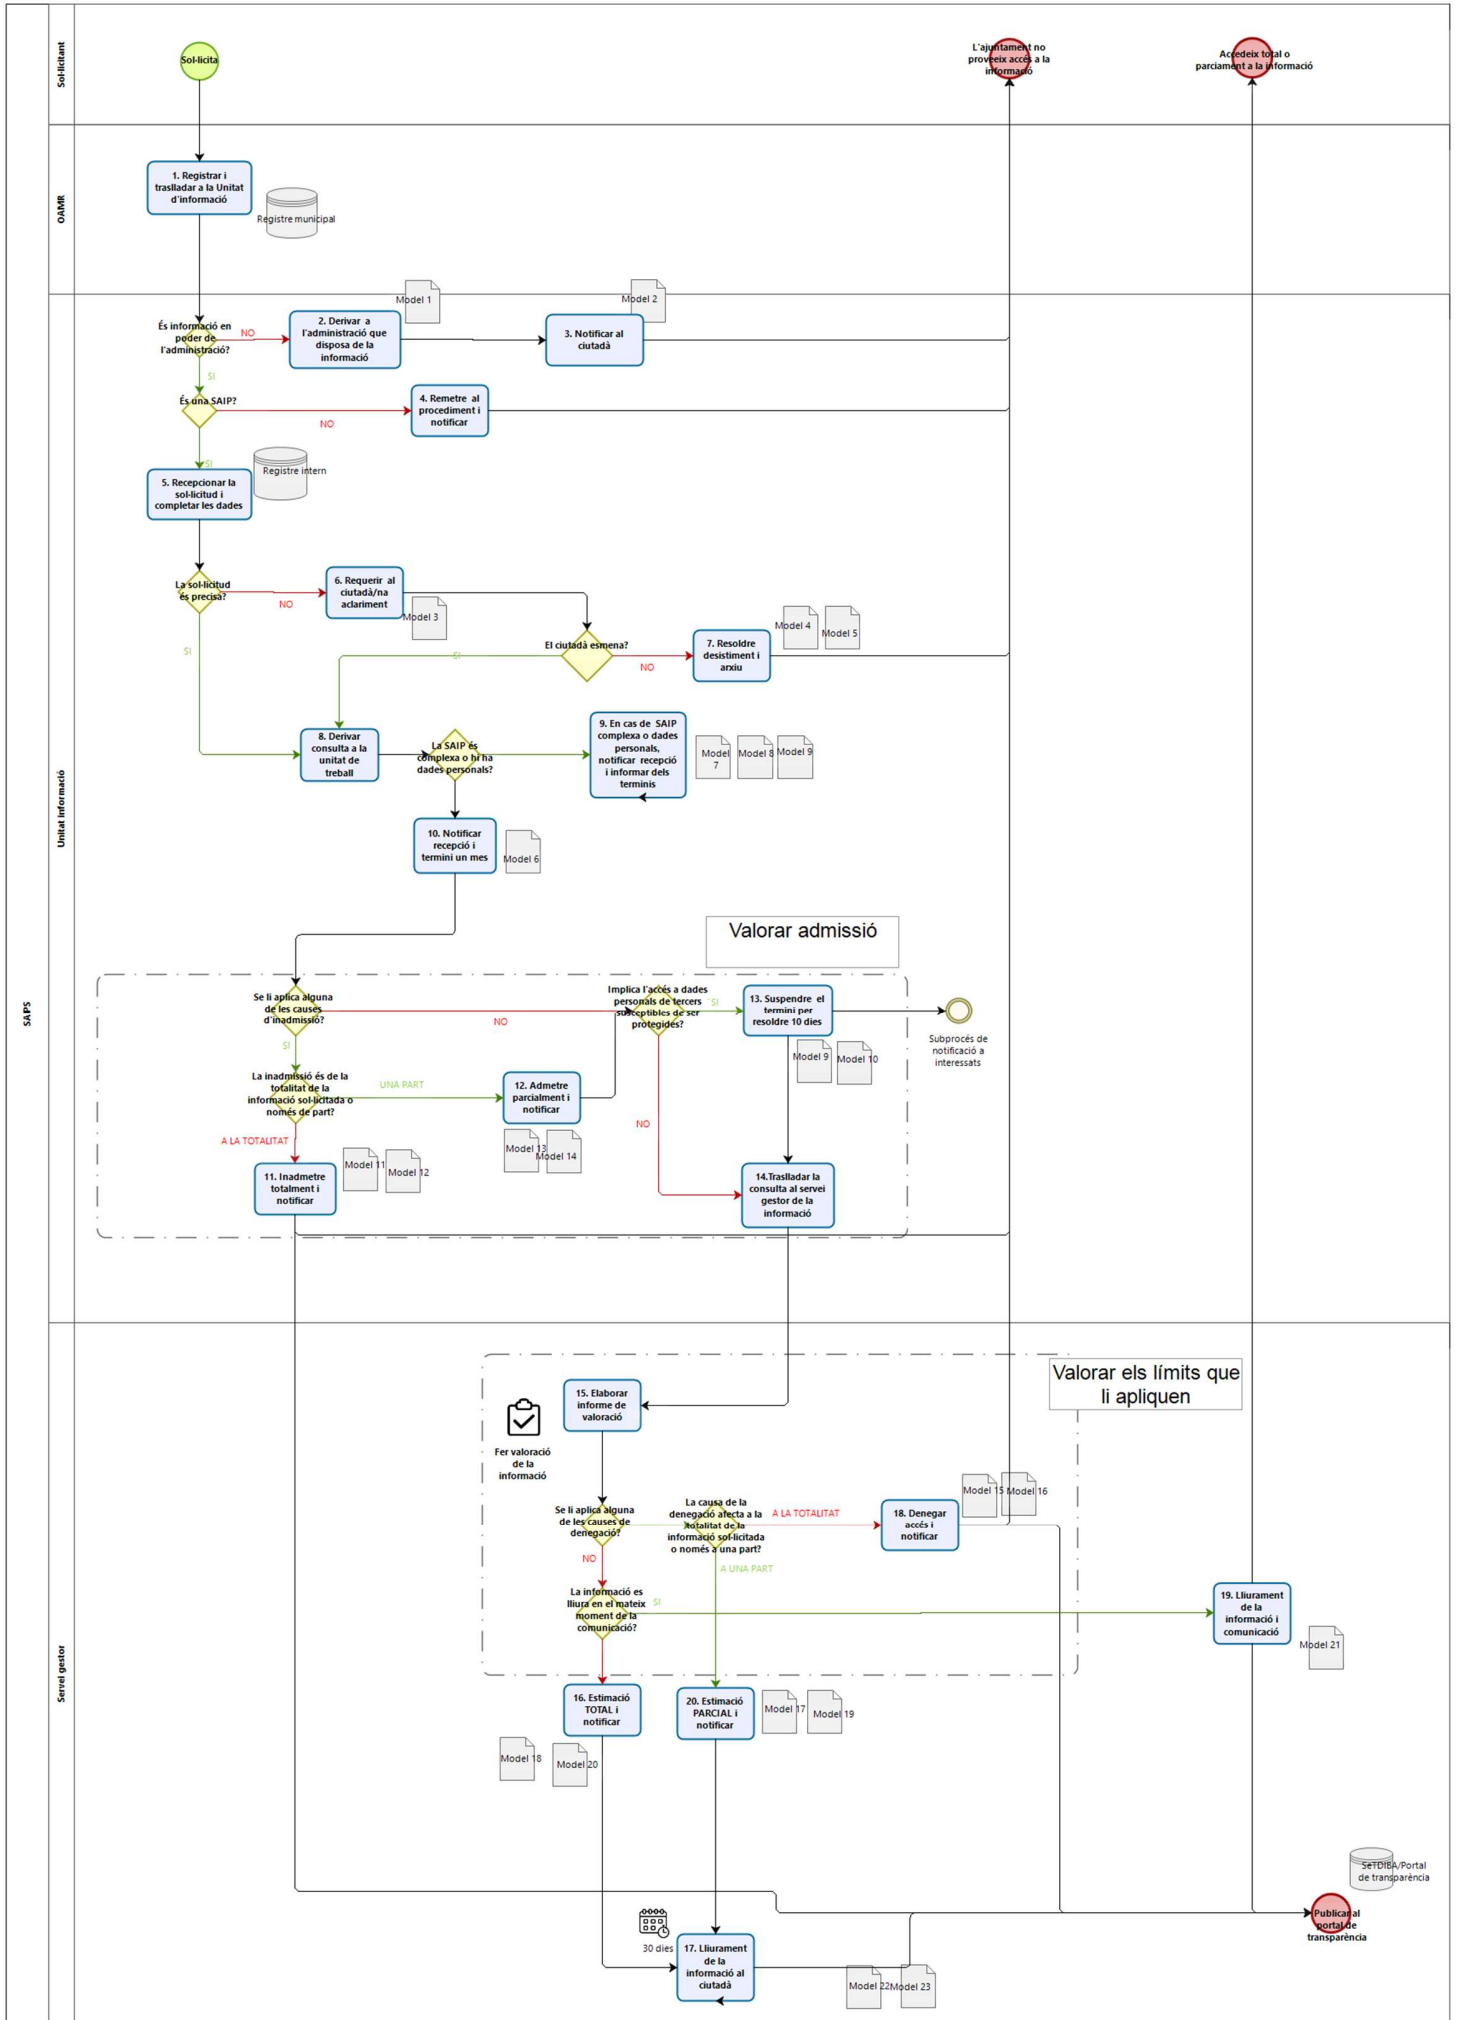 SAPS
Sol·licitant
Sol·licita
L'ajuntament no
proveeix accés a la
informació
Accedeix total o
parciament a la informació
OAMR
1. Registrar i
traslladar a la Unitat
d'informació
Registre municipal
Unitat informació
Model 1
Model 2
És informació en
poder de
l'administració?
NO
2. Derivar a
l'administració que
disposa de la
informació
3. Notificar al
ciutadà
SI
És una SAIP?
NO
4. Remetre al
procediment i
notificar
SI
Registre intern
5. Recepcionar la
sol·licitud i
completar les dades
La sol·licitud
és precisa?
NO
6. Requerir al
ciutadà/na
aclariment
Model 3
El ciutadà esmena?
NO
7. Resoldre
desistiment i
arxiu
Model 4
Model 5
SI
SI
8. Derivar
consulta a la
unitat de
treball
La SAIP és
complexa o hi ha
dades personals?
9. En cas de SAIP
complexa o dades
personals,
notificar recepció
i informar dels
terminis
Model
7
Model 8
Model 9
10. Notificar
recepció i
termini un mes
Model 6
Valorar admissió
Se li aplica alguna
de les causes
d'inadmissió?
NO
Implica l'accés a dades
personals de tercers
susceptibles de ser
protegides?
SI
13. Suspendre el
termini per
resoldre 10 dies
Subprocés de
notificació a
interessats
SI
Model 9
Model 10
La inadmissió és de la
totalitat de la
informació sol·licitada o
només de part?
UNA PART
12. Admetre
parcialment i
notificar
Model 13
Model 14
NO
A LA TOTALITAT
11. Inadmetre
totalment i
notificar
Model 11
Model 12
14.Traslladar la
consulta al servei
gestor de la
informació
Servei gestor
Valorar els límits que
li apliquen
15. Elaborar
informe de
valoració
Fer valoració
de la
informació
Se li aplica alguna
de les causes de
denegació?
La causa de la
denegació afecta a la
totalitat de la
informació sol·licitada
o només a una part?
A LA TOTALITAT
18. Denegar
accés i
notificar
Model 15
Model 16
NO
A UNA PART
La informació es
lliura en el mateix
moment de la
comunicació?
SI
19. Lliurament
de la
informació i
comunicació
Model 21
16. Estimació
TOTAL i
notificar
20. Estimació
PARCIAL i
notificar
Model 17
Model 19
Model 18
Model 20
SeTDIBA/Portal
de transparència
Publicar al
portal de
transparència
30 dies
17. Lliurament
de la
informació al
ciutadà
Model 22
Model 23